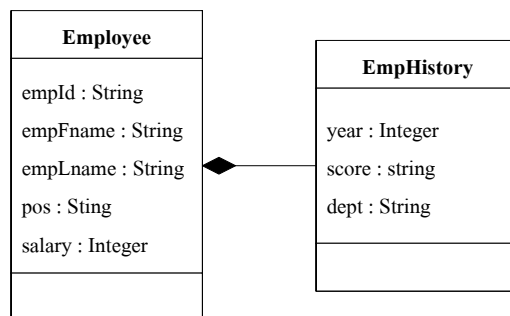 Employee
empId : String
empFname : String
empLname : String
pos : Sting
salary : Integer
EmpHistory
year : Integer
score : string
dept : String